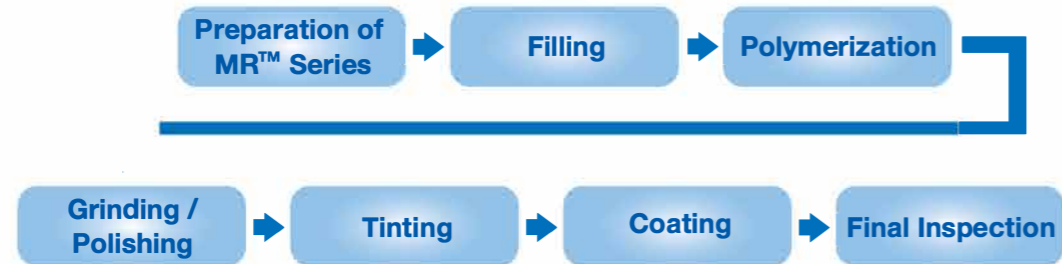 Preparation of
MR™ Series
Filling
Polymerization
Grinding /
Polishing
Tinting
Coating
Final Inspection